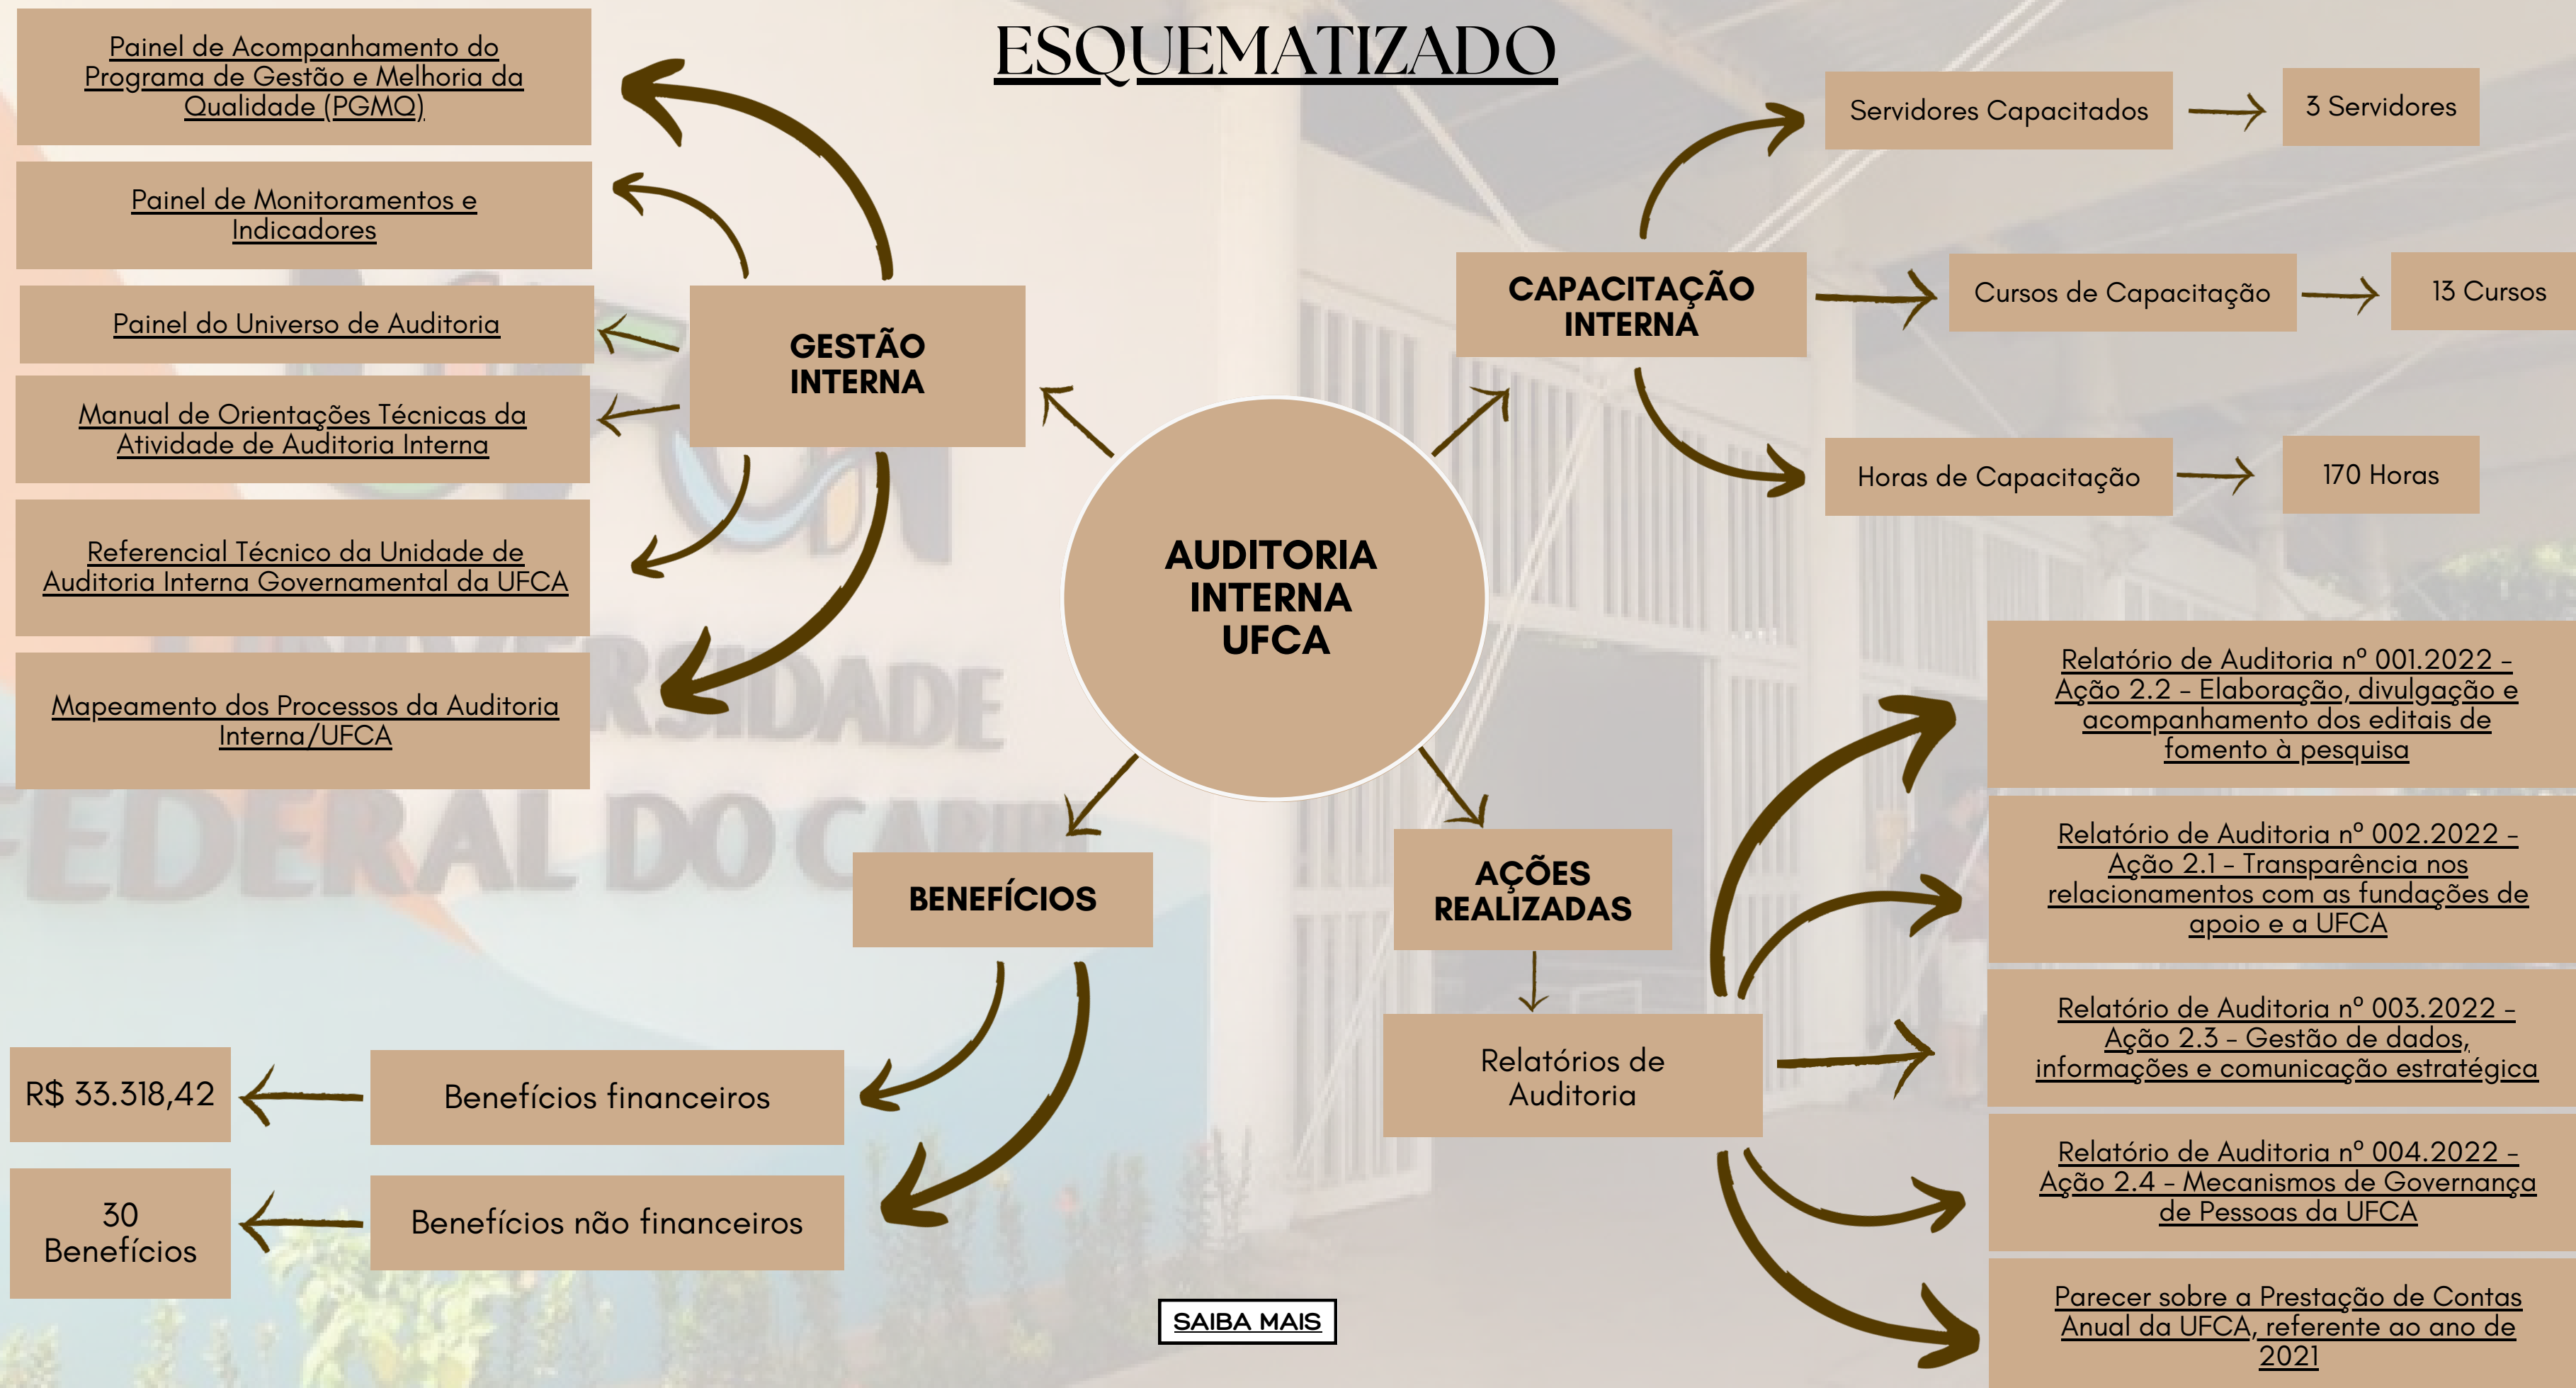 ESQUEMATIZADO
Painel de Acompanhamento do
Programa de Gestão e Melhoria da
Qualidade (PGMQ)
Painel de Monitoramentos e
Indicadores
Painel do Universo de Auditoria
Manual de Orientações Técnicas da
Atividade de Auditoria Interna
Referencial Técnico da Unidade de
Auditoria Interna Governamental da UFCA
Mapeamento dos Processos da Auditoria
Interna/UFCA
GESTÃO
INTERNA
CAPACITAÇÃO
INTERNA
Servidores Capacitados
3 Servidores
Cursos de Capacitação
13 Cursos
Horas de Capacitação
170 Horas
AUDITORIA
INTERNA
UFCA
BENEFÍCIOS
Benefícios financeiros
R$ 33.318,42
Benefícios não financeiros
30
Benefícios
AÇÕES
REALIZADAS
Relatórios de
Auditoria
Relatório de Auditoria nº 001.2022 -
Ação 2.2 - Elaboração, divulgação e
acompanhamento dos editais de
fomento à pesquisa
Relatório de Auditoria nº 002.2022 -
Ação 2.1 - Transparência nos
relacionamentos com as fundações de
apoio e a UFCA
Relatório de Auditoria nº 003.2022 -
Ação 2.3 - Gestão de dados,
informações e comunicação estratégica
Relatório de Auditoria nº 004.2022 -
Ação 2.4 - Mecanismos de Governança
de Pessoas da UFCA
Parecer sobre a Prestação de Contas
Anual da UFCA, referente ao ano de
2021
SAIBA MAIS
UNIVERSIDADE
FEDERAL DO CARIRI